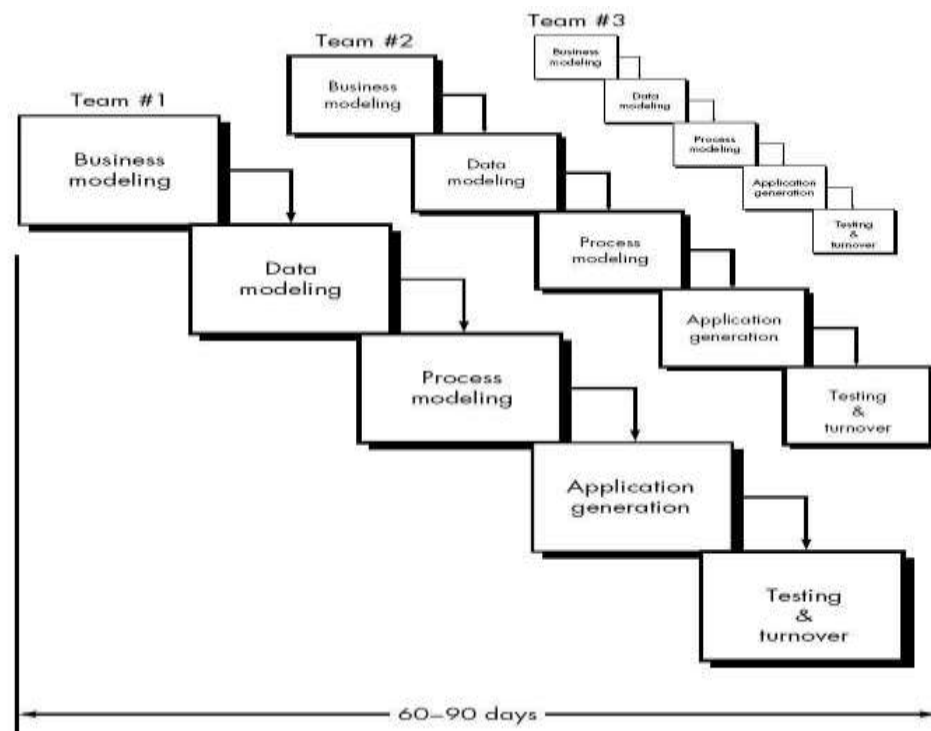 Team #1
Business
modeling
Data
modeling
Process
modeling
Application
generation
Testing
&
turnover
Team #2
Business
modeling
Data
modeling
Process
modeling
Application
generation
Testing
&
turnover
Team #3
Business
modeling
Data
modeling
Process
modeling
Application
generation
Testing
&
turnover
60–90 days